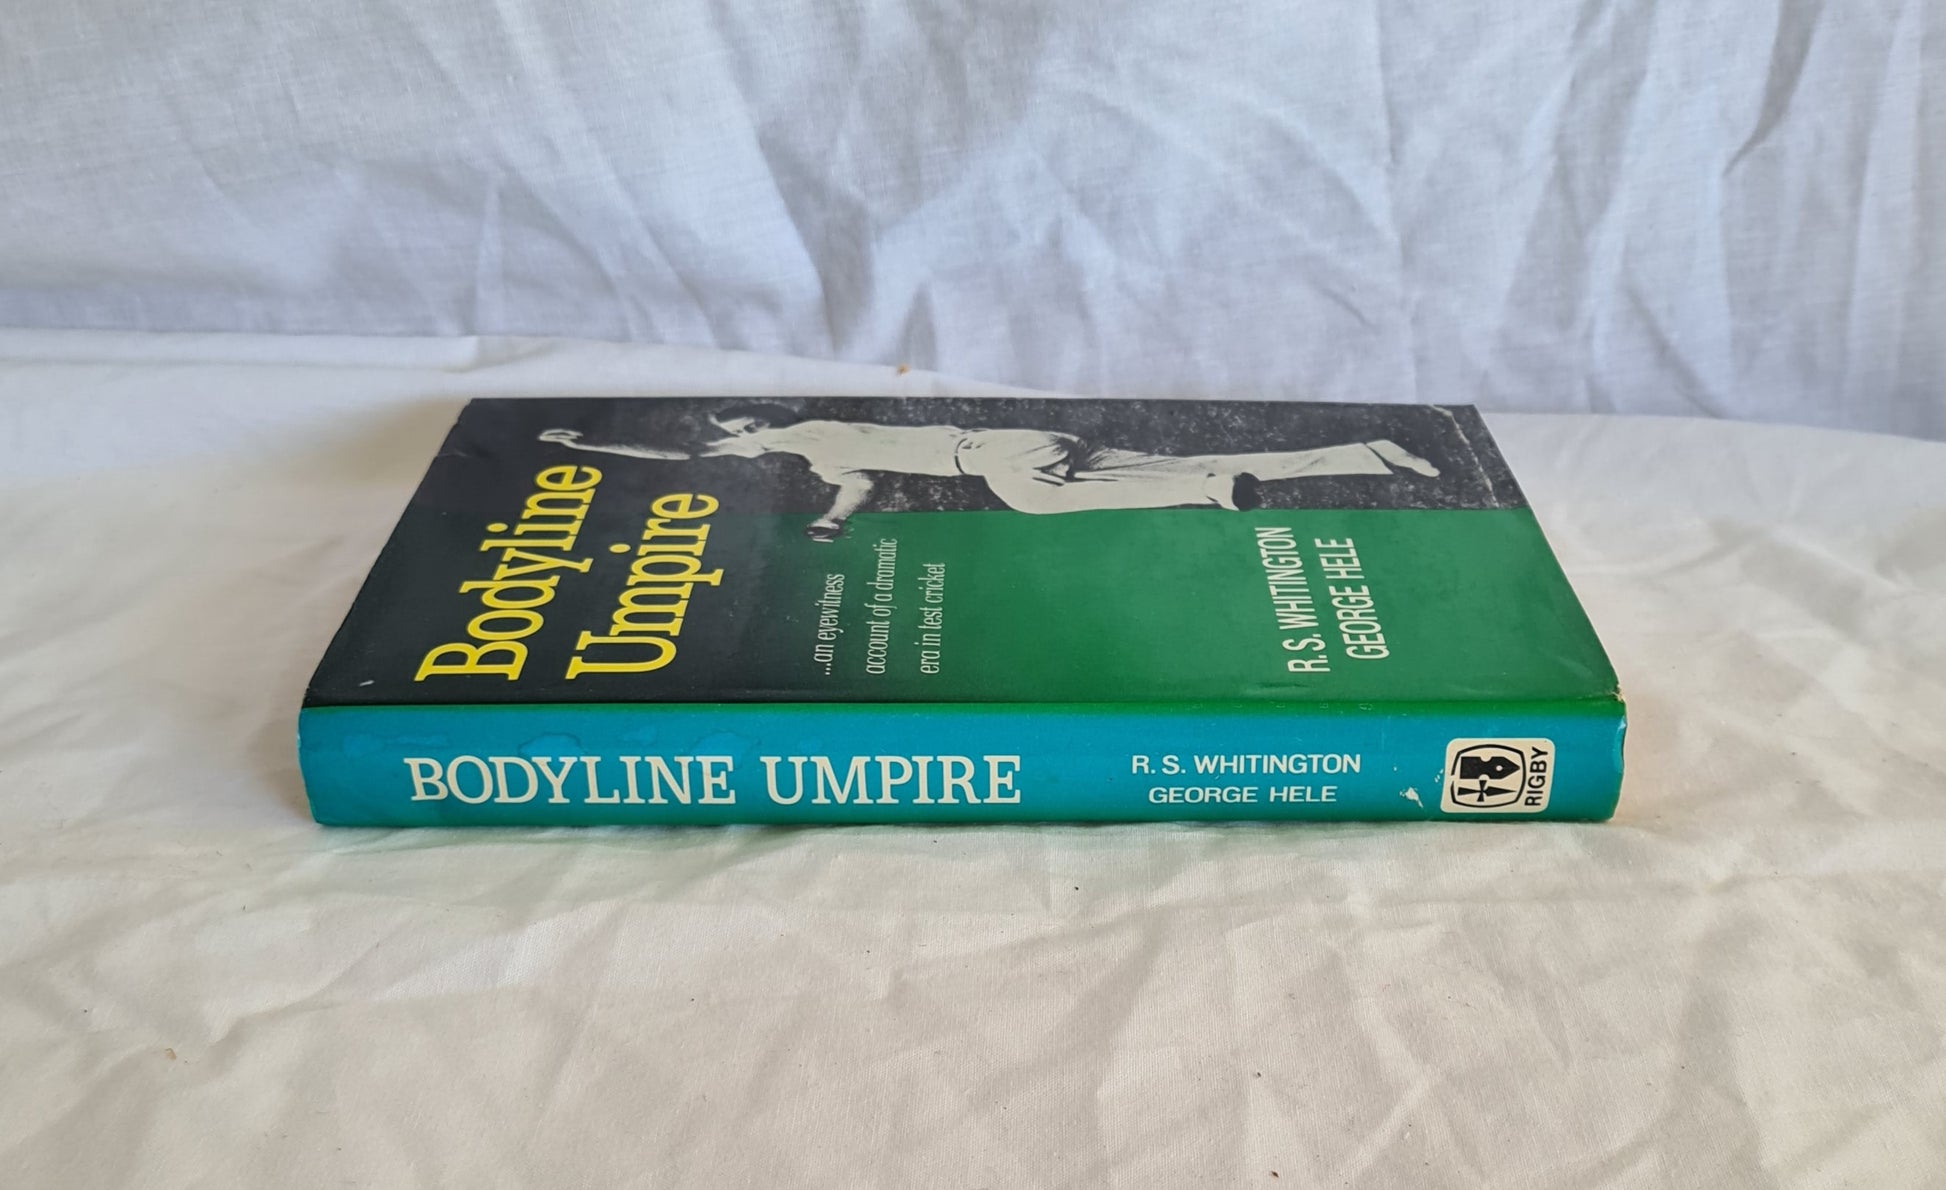 Bodyline
Umpire
...an eyewitness
account of a dramatic
era in test cricket
R.S. WHITINGTON
GEORGE HELE
BODYLINE UMPIRE
R. S. WHITINGTON
GEORGE HELE
RIGBY